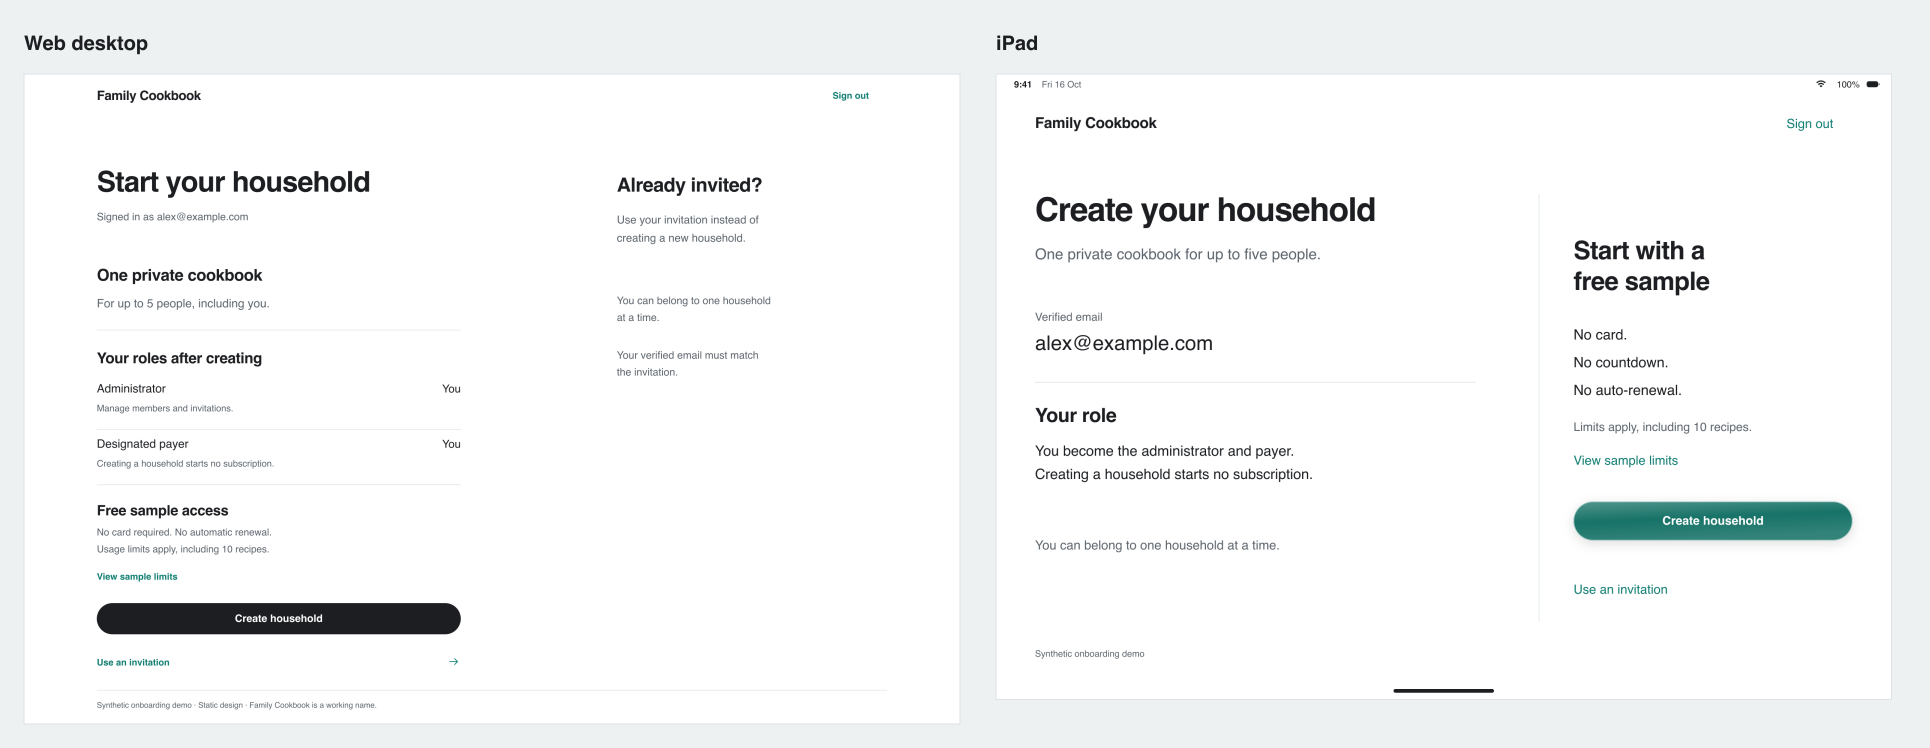 Web desktop
Family Cookbook
Sign out
Start your household
Signed in as alex@example.com
One private cookbook
For up to 5 people, including you.
Your roles after creating
Administrator
You
Manage members and invitations.
Designated payer
You
Creating a household starts no subscription.
Free sample access
No card required. No automatic renewal.
Usage limits apply, including 10 recipes.
View sample limits
Create household
Use an invitation
Already invited?
Use your invitation instead of
creating a new household.
You can belong to one household
at a time.
Your verified email must match
the invitation.
Synthetic onboarding demo · Static design · Family Cookbook is a working name.
iPad
9:41 Fri 16 Oct
100%
Family Cookbook
Sign out
Create your household
One private cookbook for up to five people.
Verified email
alex@example.com
Your role
You become the administrator and payer.
Creating a household starts no subscription.
You can belong to one household at a time.
Start with a
free sample
No card.
No countdown.
No auto-renewal.
Limits apply, including 10 recipes.
View sample limits
Create household
Use an invitation
Synthetic onboarding demo